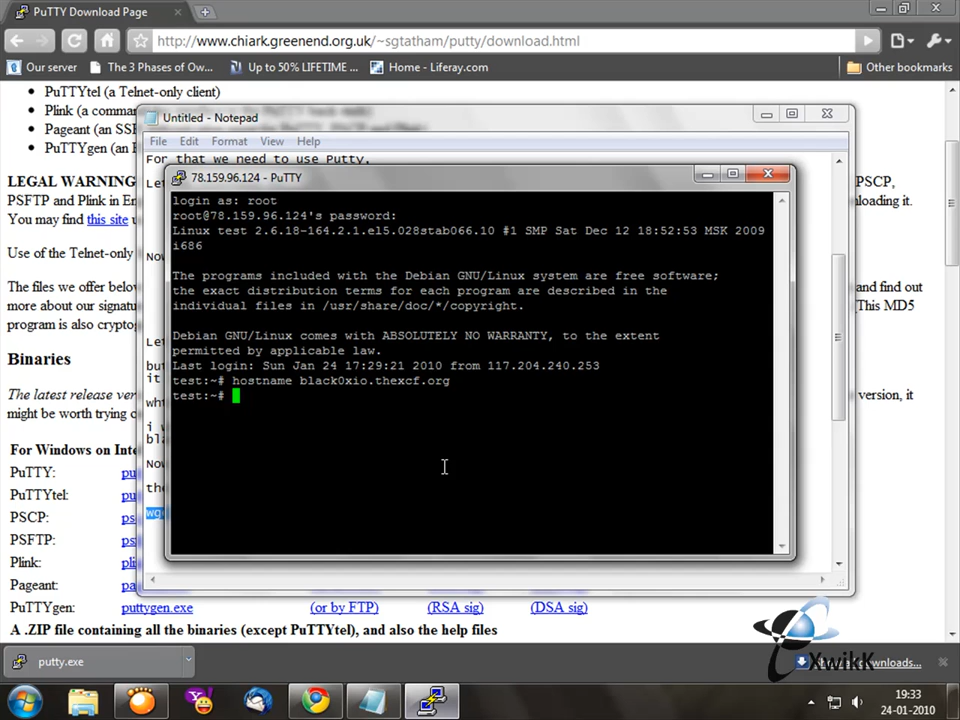 PuTTY Download Page
http://www.chiark.greenend.org.uk/~sgtatham/putty/download.html
Our server
The 3 Phases of Ow...
Up to 50% LIFETIME ...
Home - Liferay.com
Other bookmarks
PuTTYtel (a Telnet-only client)
Plink (a comma
Pageant (an SS
PuTTYgen (an
Untitled - Notepad
File Edit Format View Help
For that we need to use Putty.
LEGAL WARNING
PSCP,
PSFTP and Plink in En
nloading it.
You may find this site
Use of the Telnet-only
The files we offer below
and find out
more about our signatu
[This MD5
program is also crypto
Binaries
The latest release ver
version, it
might be worth trying
For Windows on Inte
78.159.96.124 - PuTTY
login as: root
root@78.159.96.124's password:
Linux test 2.6.18-164.2.1.el5.028stab066.10 #1 SMP Sat Dec 12 18:52:53 MSK 2009
i686
The programs included with the Debian GNU/Linux system are free software;
the exact distribution terms for each program are described in the
individual files in /usr/share/doc/*/copyright.
Debian GNU/Linux comes with ABSOLUTELY NO WARRANTY, to the extent
permitted by applicable law.
Last login: Sun Jan 24 17:29:21 2010 from 117.204.240.253
test:~# hostname black0xio.thexcf.org
test:~#
PuTTY:
PuTTYtel:
PSCP:
PSFTP:
Plink:
Pageant:
PuTTYgen: puttygen.exe (or by FTP) (RSA sig) (DSA sig)
A .ZIP file containing all the binaries (except PuTTYtel), and also the help files
putty.exe
XwikK
downloads...
19:33
24-01-2010